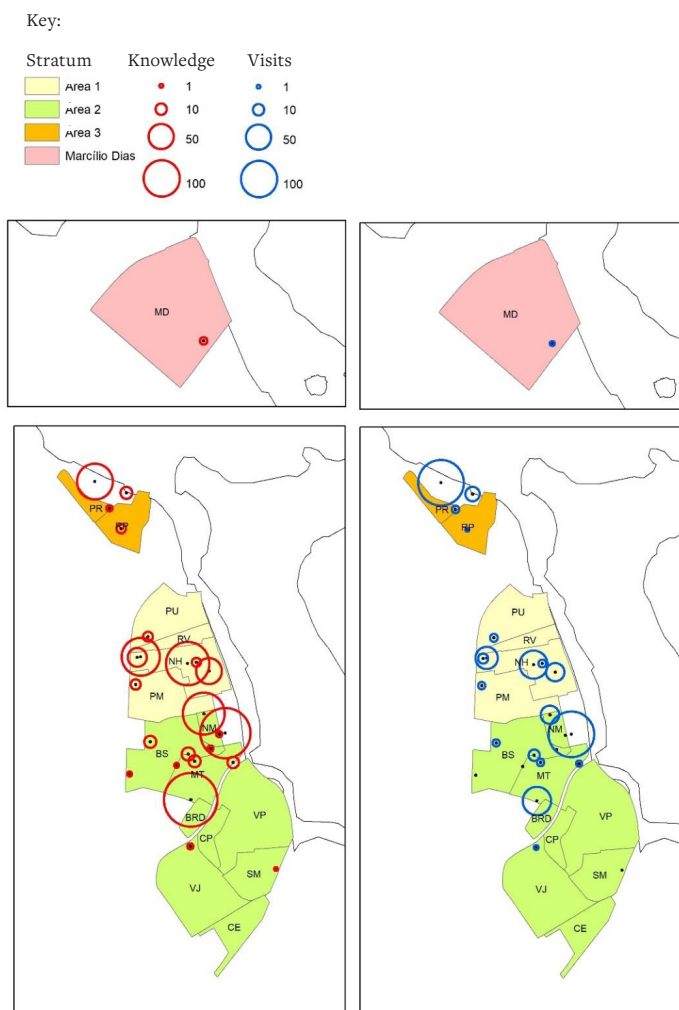 Key:
Stratum Knowledge Visits
Area 1 1 1
Area 2 10 10
Area 3 50 50
Marcílio Dias
100 100
MD MD
PR PR
RP RP
PU PU
RV RV
NH NH
PM PM
NM NM
BS BS
MT MT
BRD BRD
VP VP
CP CP
SM SM
VJ VJ
CE CE